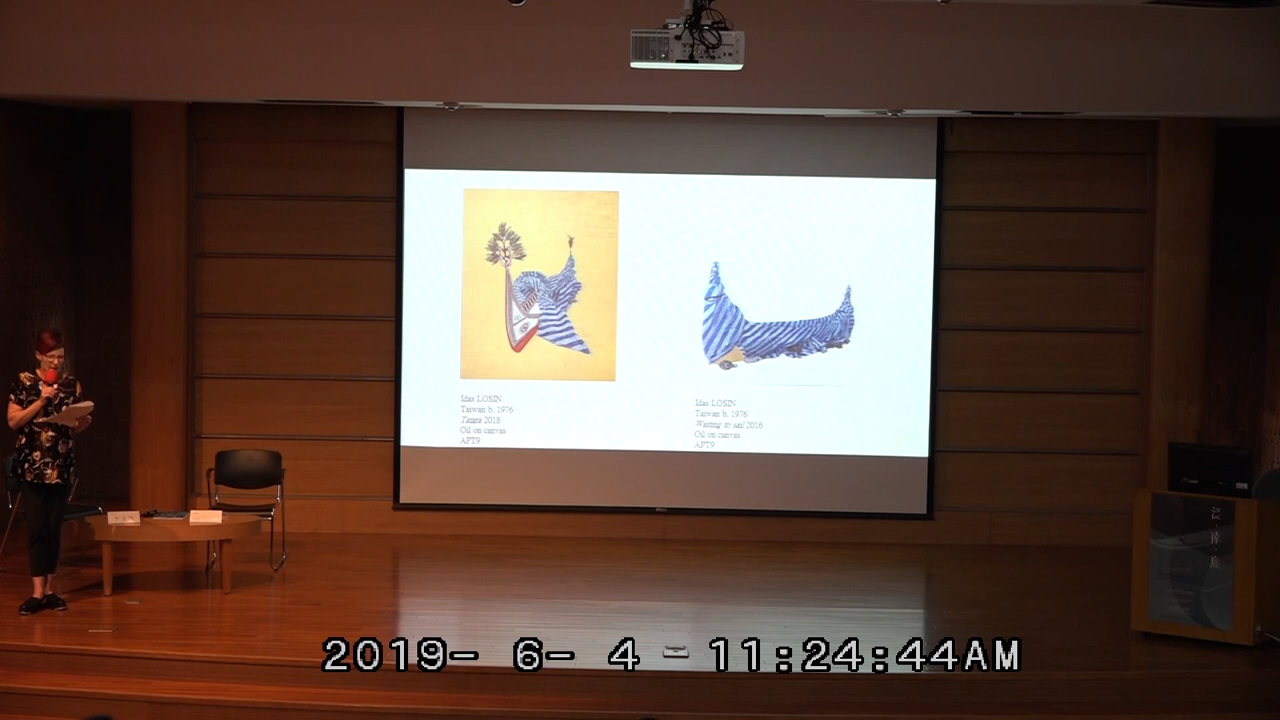 Idas LOSIN
Taiwan b. 1976
Tatara 2018
Oil on canvas
APT9
Idas LOSIN
Taiwan b. 1976
Waiting to sail 2016
Oil on canvas
APT9
2019- 6- 4 - 11:24:44AM